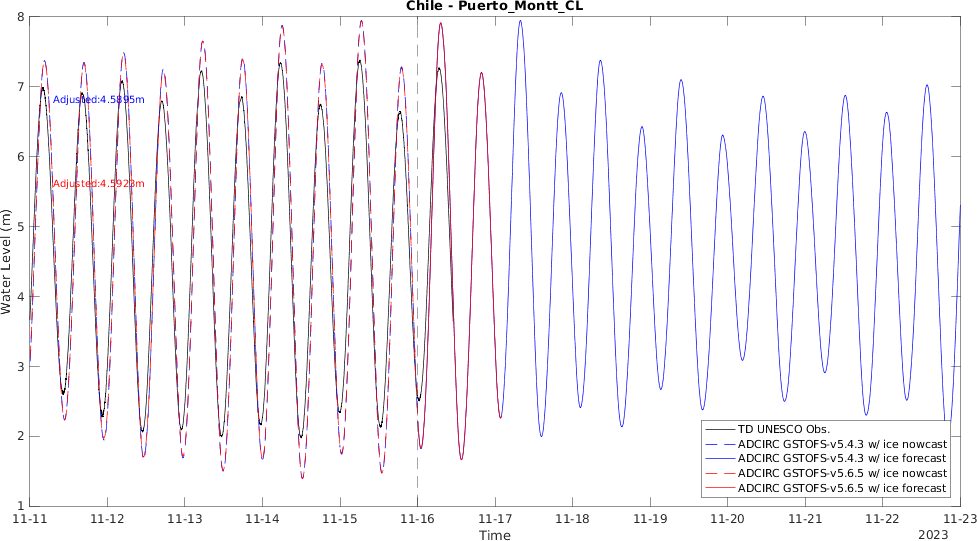 Chile - Puerto_Montt_CL
8
7
6
5
4
3
2
1
Water Level (m)
Adjusted:4.5895m
Adjusted:4.5923m
TD UNESCO Obs.
ADCIRC GSTOFS-v5.4.3 w/ ice nowcast
ADCIRC GSTOFS-v5.4.3 w/ ice forecast
ADCIRC GSTOFS-v5.6.5 w/ ice nowcast
ADCIRC GSTOFS-v5.6.5 w/ ice forecast
11-11 11-12 11-13 11-14 11-15 11-16 11-17 11-18 11-19 11-20 11-21 11-22 11-23
Time
2023